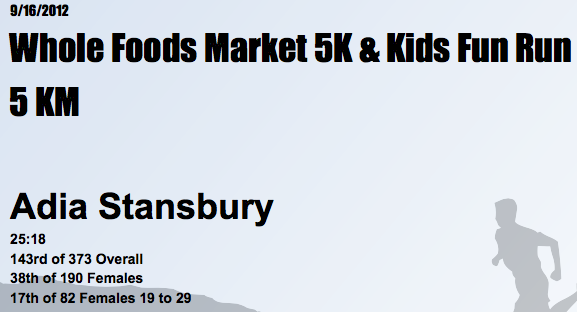 9/16/2012
Whole Foods Market 5K & Kids Fun Run
5 KM
Adia Stansbury
25:18
143rd of 373 Overall
38th of 190 Females
17th of 82 Females 19 to 29